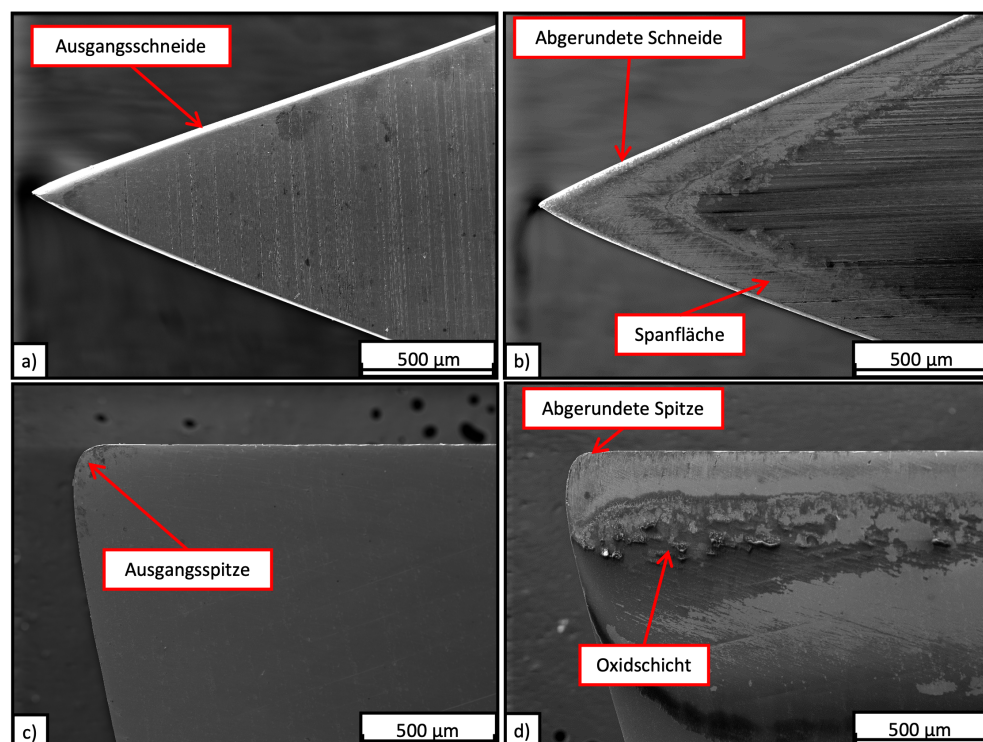 Ausgangsschneide
Abgerundete Schneide
Spanfläche
a)
500 µm
b)
500 µm
Abgerundete Spitze
Ausgangsspitze
Oxidschicht
c)
500 µm
d)
500 µm